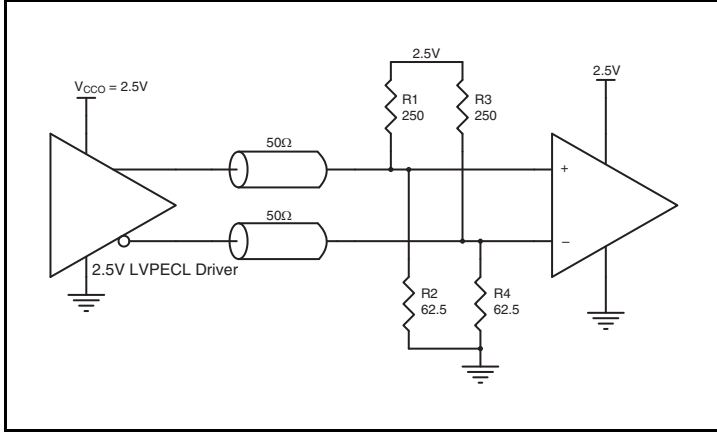 2.5V
V_CCO = 2.5V
2.5V
R1
250
R3
250
50Ω
+
50Ω
−
2.5V LVPECL Driver
R2
62.5
R4
62.5